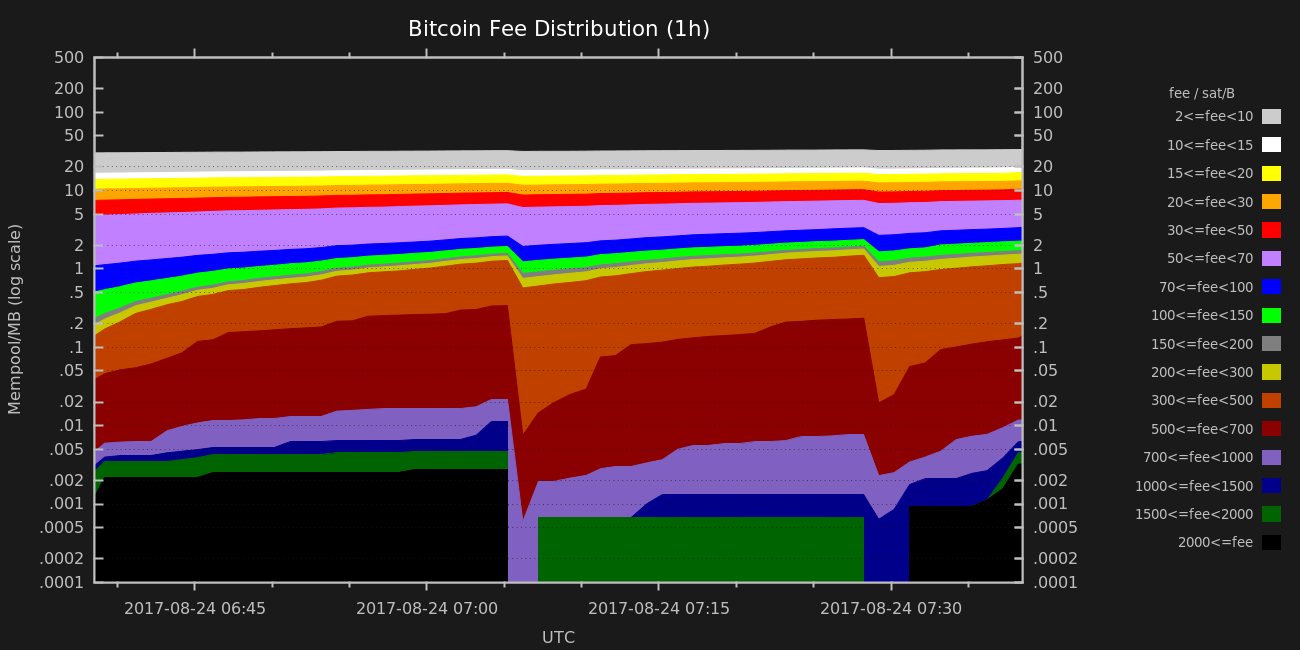 Bitcoin Fee Distribution (1h)
Mempool/MB (log scale)
500
200
100
50
20
10
5
2
1
.5
.2
.1
.05
.02
.01
.005
.002
.001
.0005
.0002
.0001
500
200
100
50
20
10
5
2
1
.5
.2
.1
.05
.02
.01
.005
.002
.001
.0005
.0002
.0001
2017-08-24 06:45 2017-08-24 07:00 2017-08-24 07:15 2017-08-24 07:30
UTC
fee / sat/B
2<=fee<10
10<=fee<15
15<=fee<20
20<=fee<30
30<=fee<50
50<=fee<70
70<=fee<100
100<=fee<150
150<=fee<200
200<=fee<300
300<=fee<500
500<=fee<700
700<=fee<1000
1000<=fee<1500
1500<=fee<2000
2000<=fee